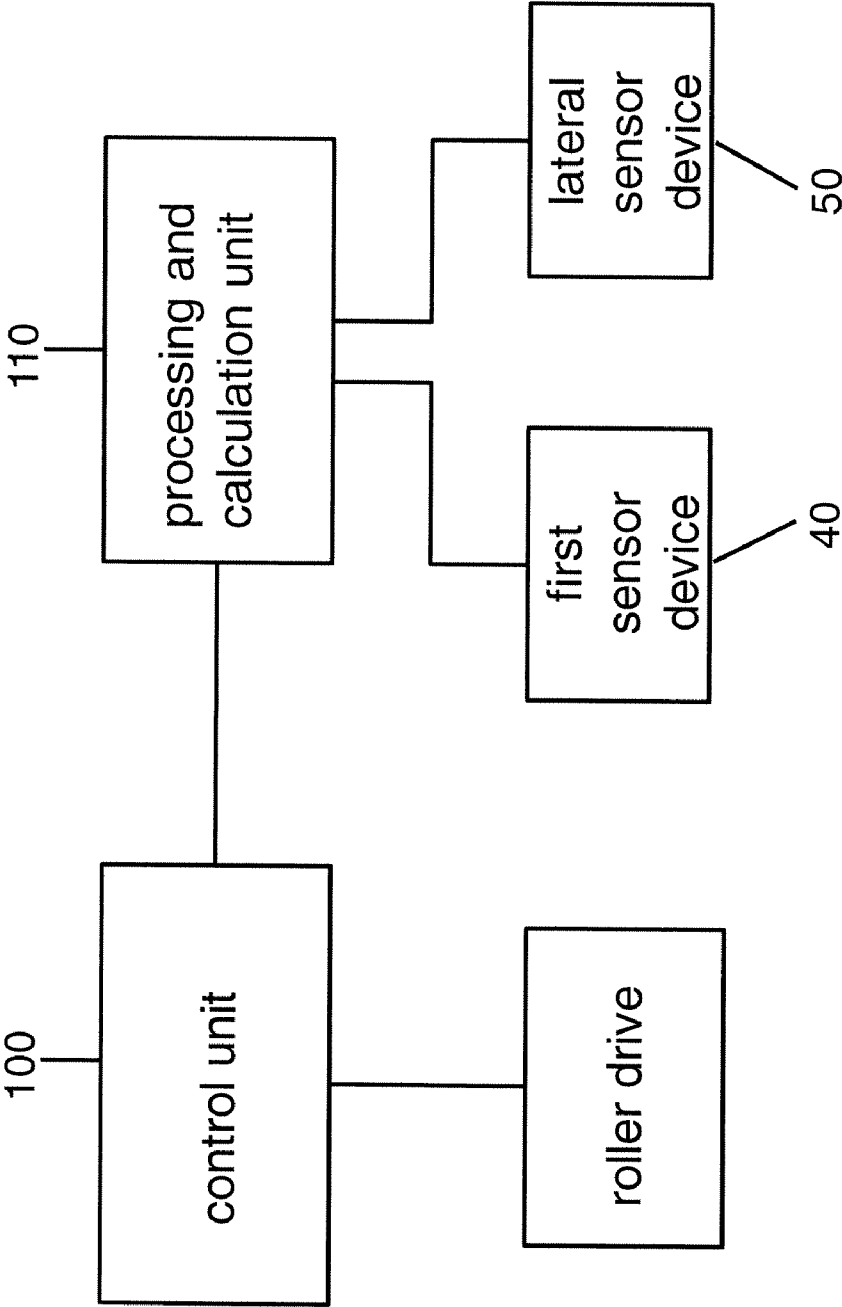 100
110
control unit
processing and
calculation unit
roller drive
first
sensor
device
lateral
sensor
device
40
50